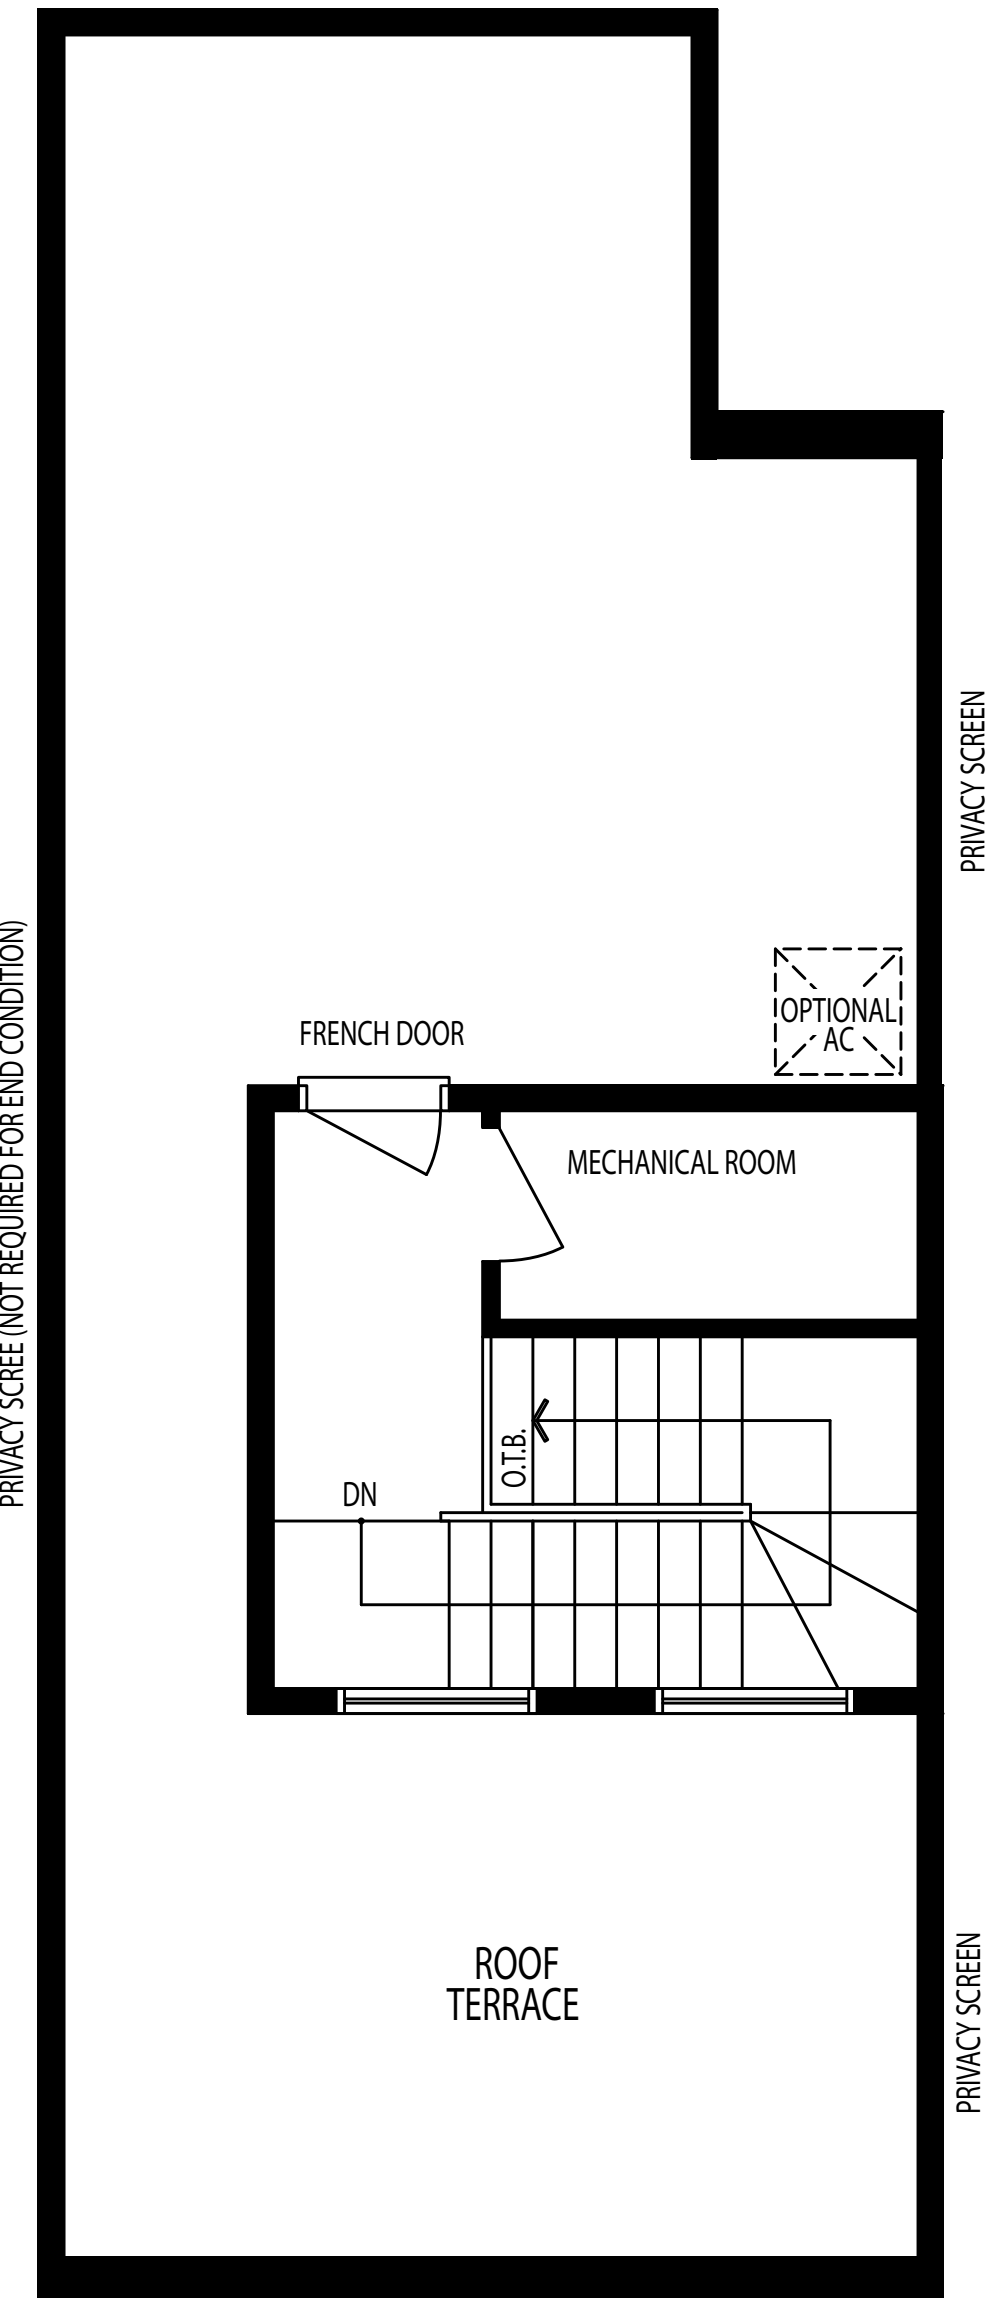 PRIVACY SCREEN
PRIVACY SCREE (NOT REQUIRED FOR END CONDITION)
OPTIONAL
AC
FRENCH DOOR
MECHANICAL ROOM
O.T.B.
DN
ROOF
TERRACE
PRIVACY SCREEN